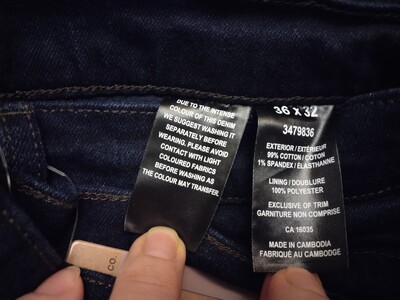 DUE TO THE INTENSE
COLOUR OF THIS DENIM
WE SUGGEST WASHING IT
SEPARATELY BEFORE
WEARING. PLEASE AVOID
CONTACT WITH LIGHT
COLOURED FABRICS
BEFORE WASHING AS
THE COLOUR MAY TRANSFER.
36 X 32
3479836
EXTERIOR / EXTÉRIEUR
99% COTTON / COTON
1% SPANDEX / ÉLASTHANNE
LINING / DOUBLURE
100% POLYESTER
EXCLUSIVE OF TRIM
GARNITURE NON COMPRISE
CA 16035
MADE IN CAMBODIA
FABRIQUÉ AU CAMBODGE
CO.